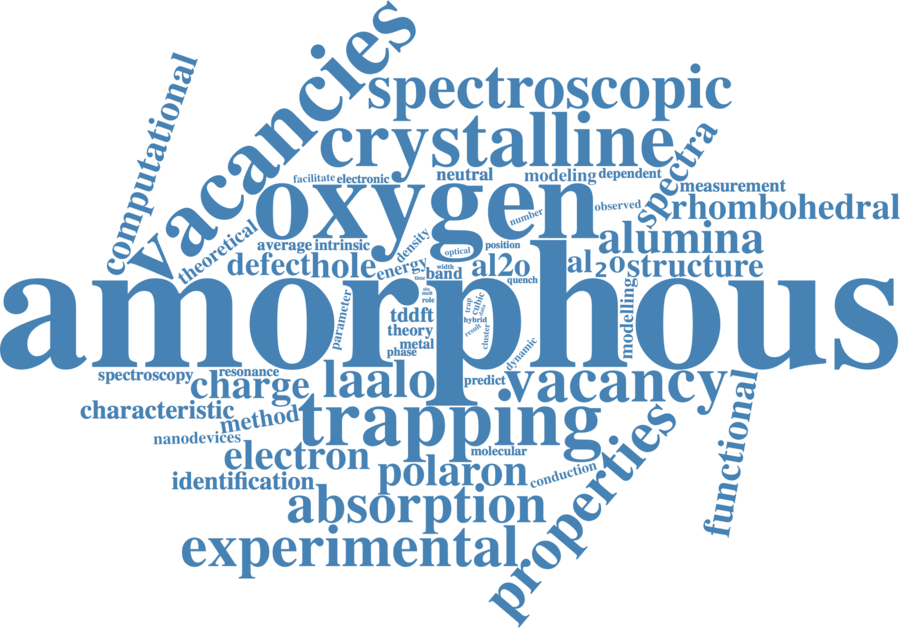 computational
vacancies
spectroscopic
crystalline
spectra
facilitate
electronic
neutral
modeling
dependent
measurement
oxygen
number
observed
rhombohedral
theoretical
average
intrinsic
density
optical
position
alumina
defect
hole
energy
width
band
al2o
quench
al₂o
structure
amorphous
time
role
trap
cubic
data
hybrid
result
cluster
parameter
tddft
theory
metal
phase
modelling
dynamic
spectroscopy
resonance
charge
laalo
predict
vacancy
characteristic
method
trapping
functional
nanodevices
electron
molecular
properties
identification
polaron
conduction
absorption
experimental